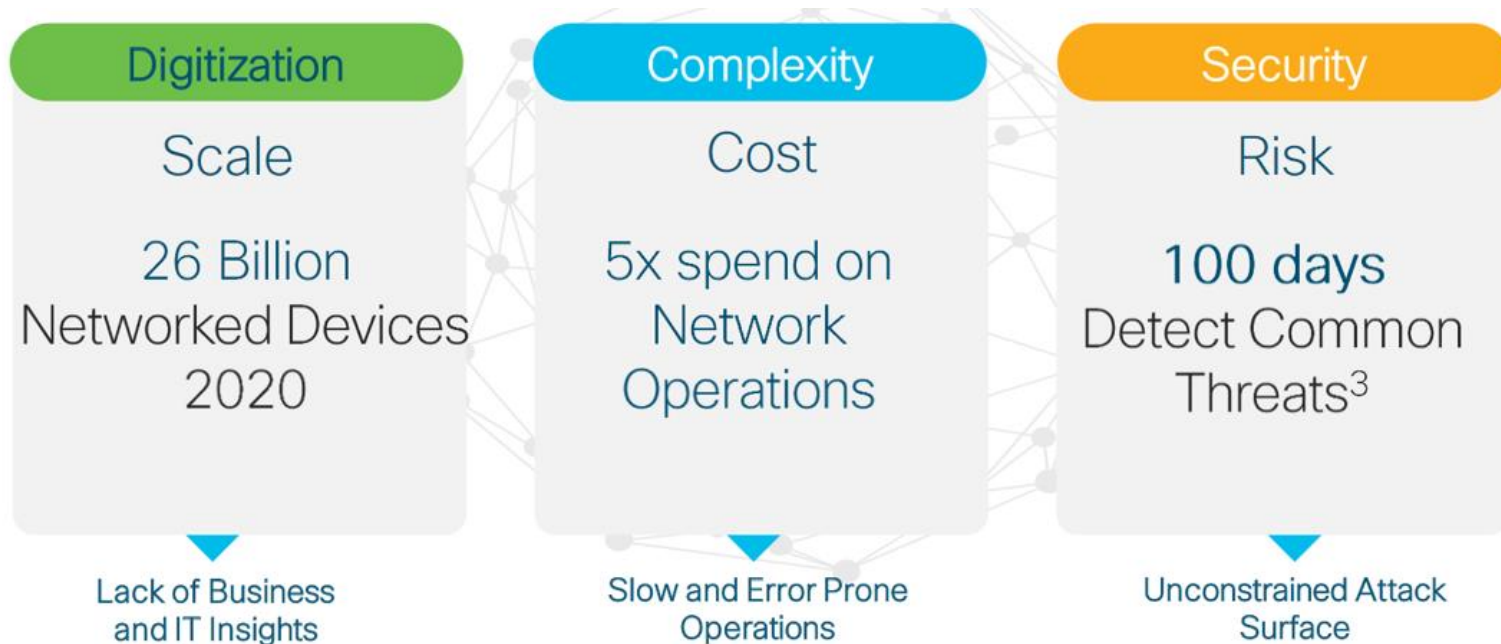 Digitization
Scale
26 Billion
Networked Devices
2020
Lack of Business
and IT Insights
Complexity
Cost
5x spend on
Network
Operations
Slow and Error Prone
Operations
Security
Risk
100 days
Detect Common
Threats³
Unconstrained Attack
Surface